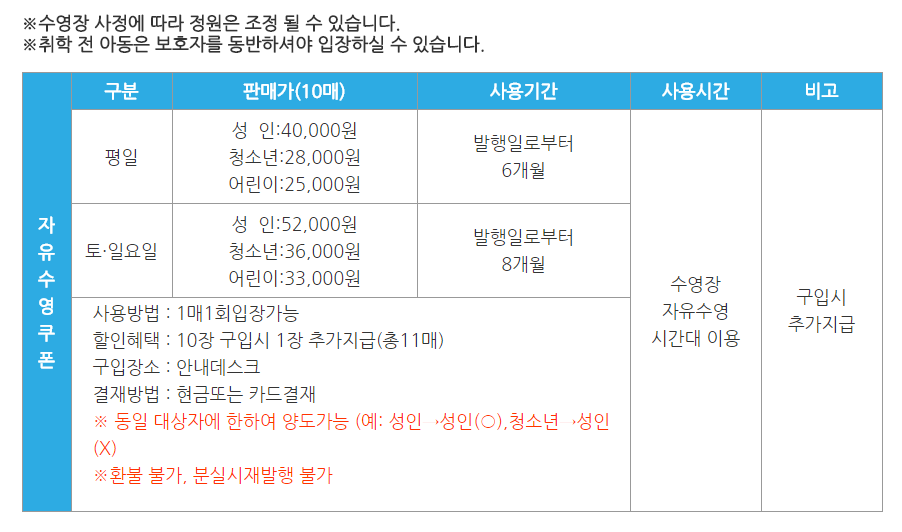 ※수영장 사정에 따라 정원은 조정 될 수 있습니다.
※취학 전 아동은 보호자를 동반하셔야 입장하실 수 있습니다.
자유수영쿠폰
구분 판매가(10매) 사용기간 사용시간 비고
평일
성 인:40,000원
청소년:28,000원
어린이:25,000원
발행일로부터
6개월
토·일요일
성 인:52,000원
청소년:36,000원
어린이:33,000원
발행일로부터
8개월
수영장
자유수영
시간대 이용
구입시
추가지급
사용방법 : 1매1회입장가능
할인혜택 : 10장 구입시 1장 추가지급(총11매)
구입장소 : 안내데스크
결재방법 : 현금또는 카드결재
※ 동일 대상자에 한하여 양도가능 (예: 성인→성인(○),청소년→성인
(X)
※환불 불가, 분실시재발행 불가